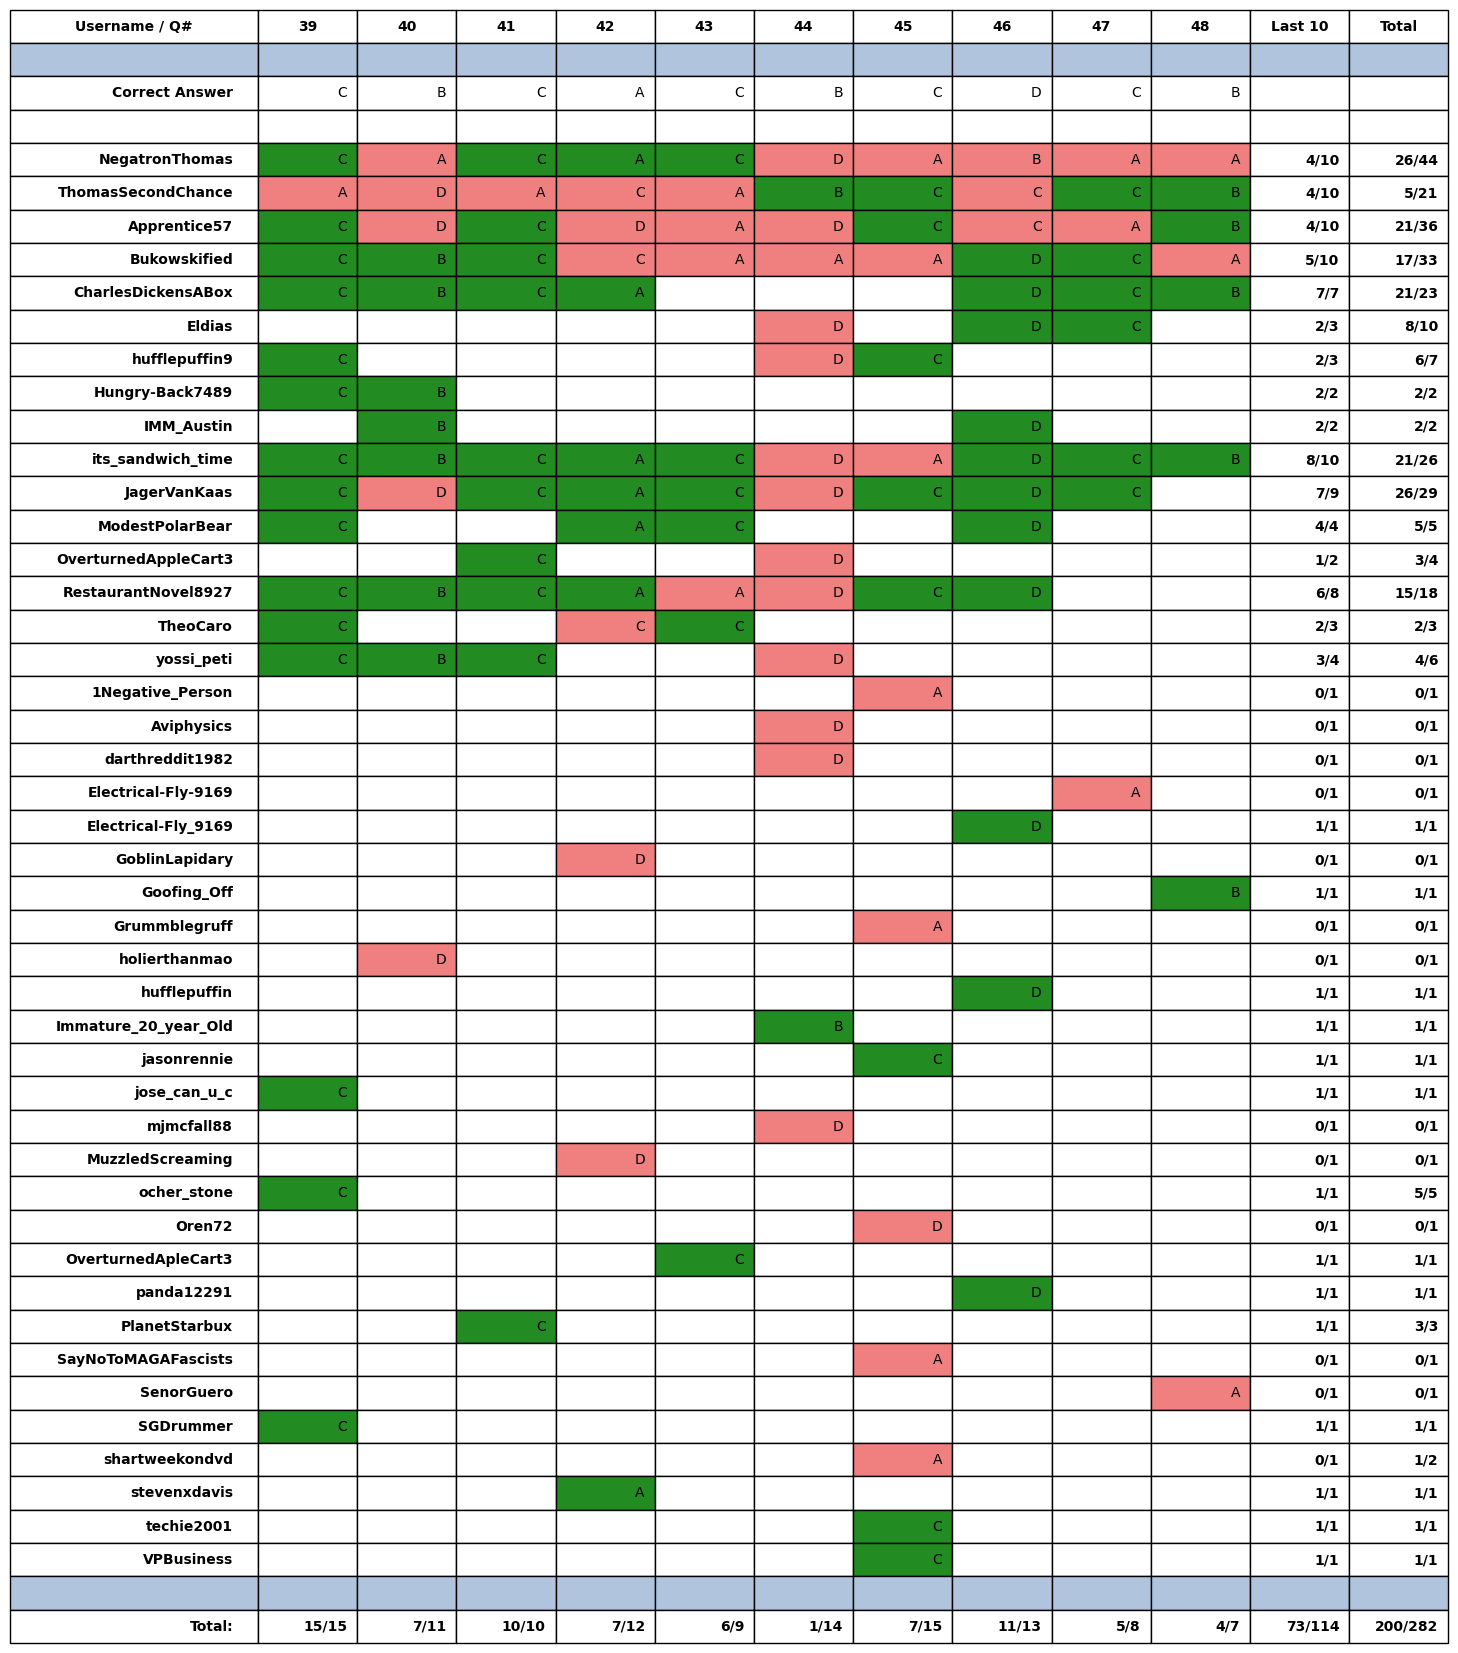 Username / Q# 39 40 41 42 43 44 45 46 47 48 Last 10 Total
Correct Answer C B C A C B C D C B
NegatronThomas C A C A C D A B A A 4/10 26/44
ThomasSecondChance A D A C A B C C C B 4/10 5/21
Apprentice57 C D C D A D C C A B 4/10 21/36
Bukowskified C B C C A A A D C A 5/10 17/33
CharlesDickensABox C B C A D C B 7/7 21/23
Eldias D D C 2/3 8/10
hufflepuffin9 C D C 2/3 6/7
Hungry-Back7489 C B 2/2 2/2
IMM_Austin B D 2/2 2/2
its_sandwich_time C B C A C D A D C B 8/10 21/26
JagerVanKaas C D C A C D C D C 7/9 26/29
ModestPolarBear C A C D 4/4 5/5
OverturnedAppleCart3 C D 1/2 3/4
RestaurantNovel8927 C B C A A D C D 6/8 15/18
TheoCaro C C C 2/3 2/3
yossi_peti C B C D 3/4 4/6
1Negative_Person A 0/1 0/1
Aviphysics D 0/1 0/1
darthreddit1982 D 0/1 0/1
Electrical-Fly-9169 A 0/1 0/1
Electrical-Fly_9169 D 1/1 1/1
GoblinLapidary D 0/1 0/1
Goofing_Off B 1/1 1/1
Grummblegruff A 0/1 0/1
holierthanmao D 0/1 0/1
hufflepuffin D 1/1 1/1
Immature_20_year_Old B 1/1 1/1
jasonrennie C 1/1 1/1
jose_can_u_c C 1/1 1/1
mjmcfall88 D 0/1 0/1
MuzzledScreaming D 0/1 0/1
ocher_stone C 1/1 5/5
Oren72 D 0/1 0/1
OverturnedApleCart3 C 1/1 1/1
panda12291 D 1/1 1/1
PlanetStarbux C 1/1 3/3
SayNoToMAGAFascists A 0/1 0/1
SenorGuero A 0/1 0/1
SGDrummer C 1/1 1/1
shartweekondvd A 0/1 1/2
stevenxdavis A 1/1 1/1
techie2001 C 1/1 1/1
VPBusiness C 1/1 1/1
Total: 15/15 7/11 10/10 7/12 6/9 1/14 7/15 11/13 5/8 4/7 73/114 200/282